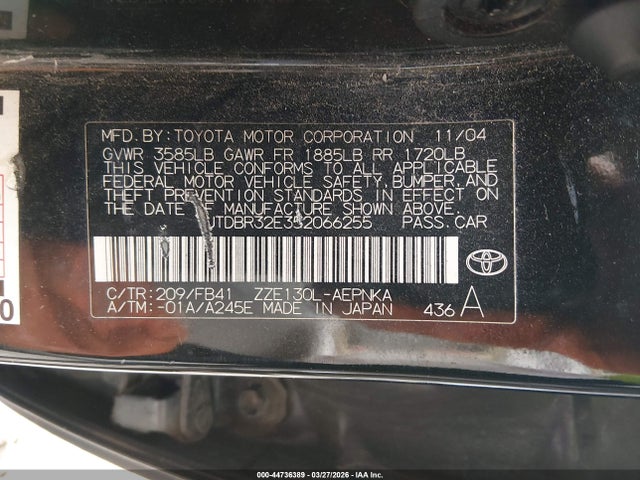 MFD. BY: TOYOTA MOTOR CORPORATION 11/04
GVWR 3585LB GAWR FR 1885LB RR 1720LB
THIS VEHICLE CONFORMS TO ALL APPLICABLE
FEDERAL MOTOR VEHICLE SAFETY, BUMPER, AND
THEFT PREVENTION STANDARDS IN EFFECT ON
THE DATE OF MANUFACTURE SHOWN ABOVE.
JTDBR32E352066255 PASS. CAR
C/TR: 209/FB41 ZZE130L-AEPNKA
A/TM: -01A/A245E MADE IN JAPAN 436 A
0
000-44736389 | 03/27/2026 | IAA Inc.